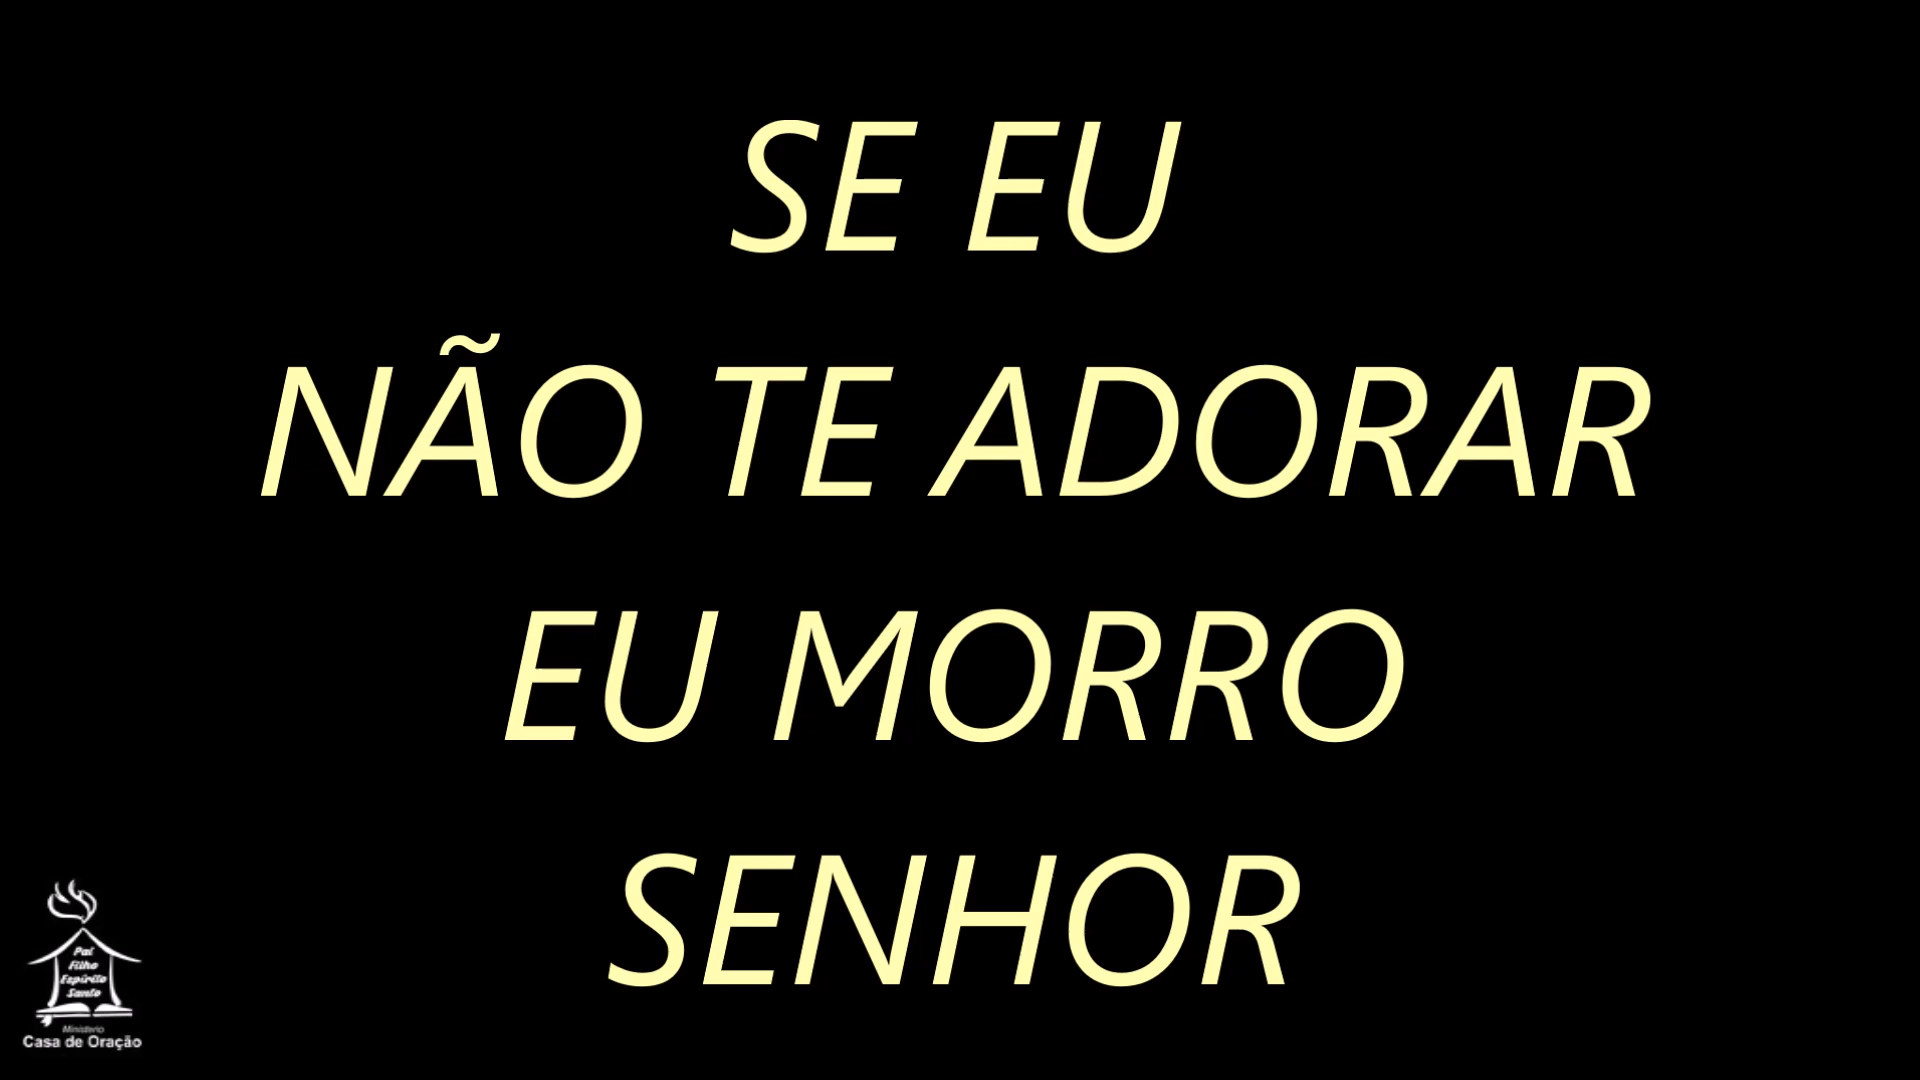 SE EU
NÃO TE ADORAR
EU MORRO
SENHOR
Pai
Filho
Espírito
Santo
Ministério
Casa de Oração